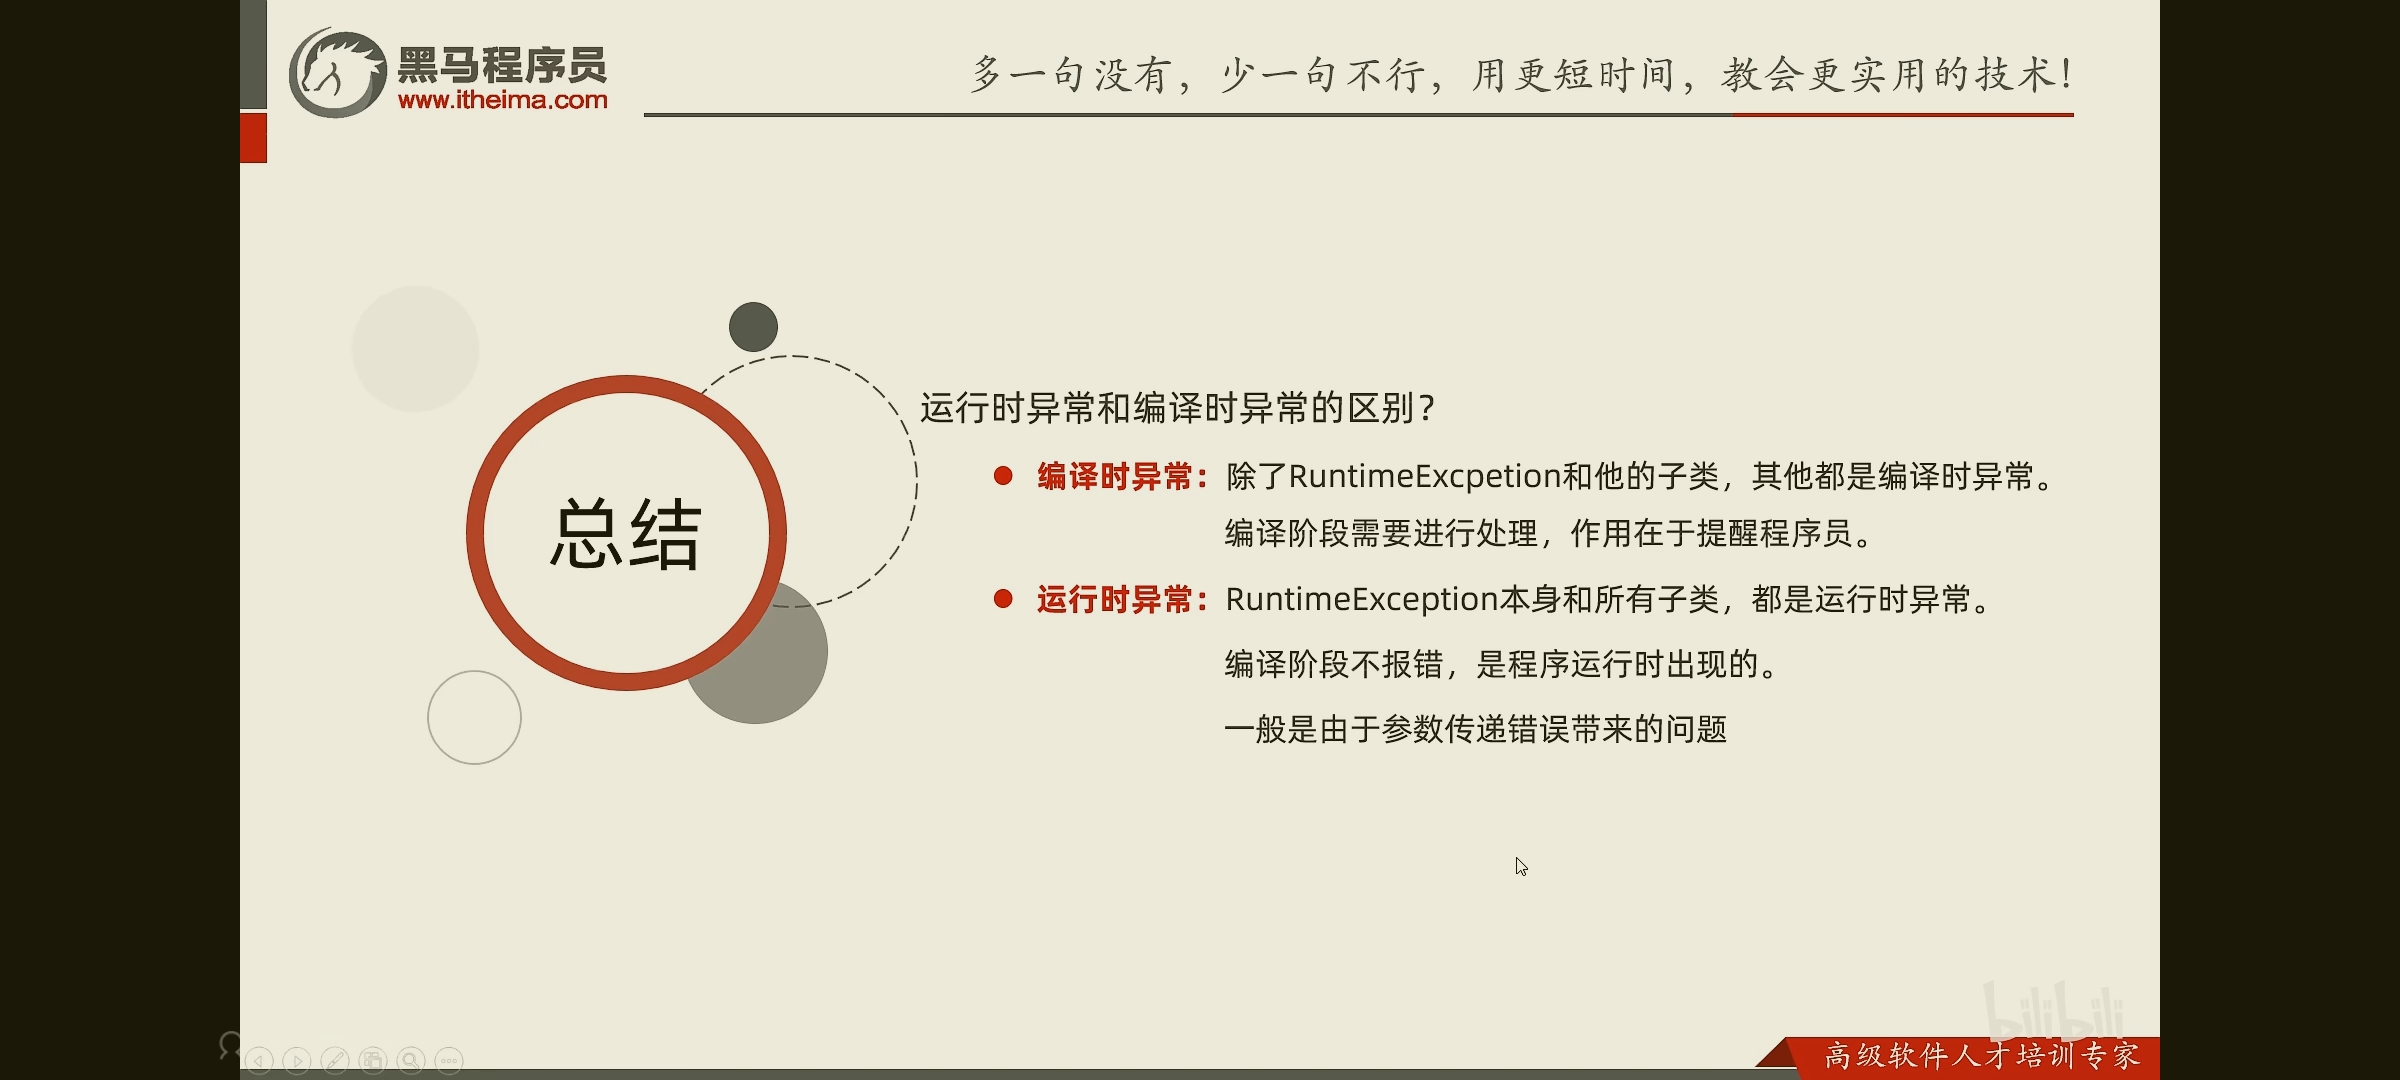 黑马程序员
www.itheima.com
多一句没有，少一句不行，用更短时间，教会更实用的技术！
总结
运行时异常和编译时异常的区别？
编译时异常：除了RuntimeExcpetion和他的子类，其他都是编译时异常。
编译阶段需要进行处理，作用在于提醒程序员。
运行时异常：RuntimeException本身和所有子类，都是运行时异常。
编译阶段不报错，是程序运行时出现的。
一般是由于参数传递错误带来的问题
bilibili
高级软件人才培训专家